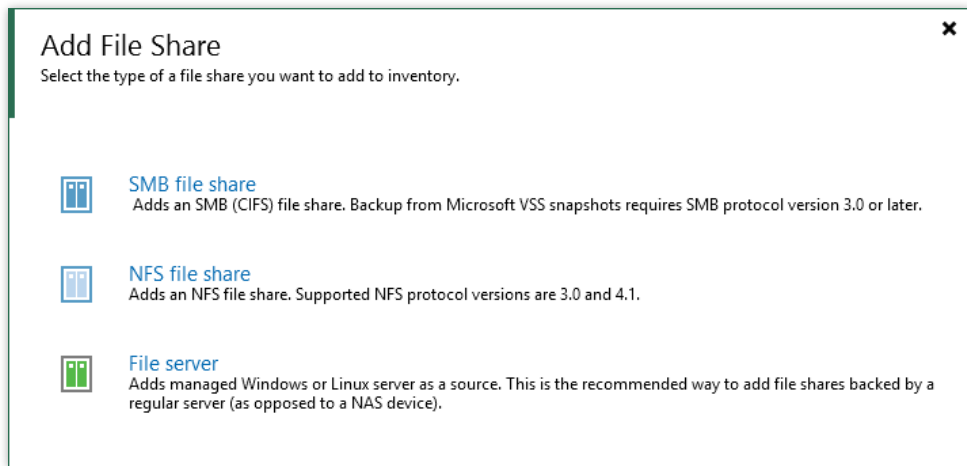 Add File Share
Select the type of a file share you want to add to inventory.
SMB file share
Adds an SMB (CIFS) file share. Backup from Microsoft VSS snapshots requires SMB protocol version 3.0 or later.
NFS file share
Adds an NFS file share. Supported NFS protocol versions are 3.0 and 4.1.
File server
Adds managed Windows or Linux server as a source. This is the recommended way to add file shares backed by a
regular server (as opposed to a NAS device).